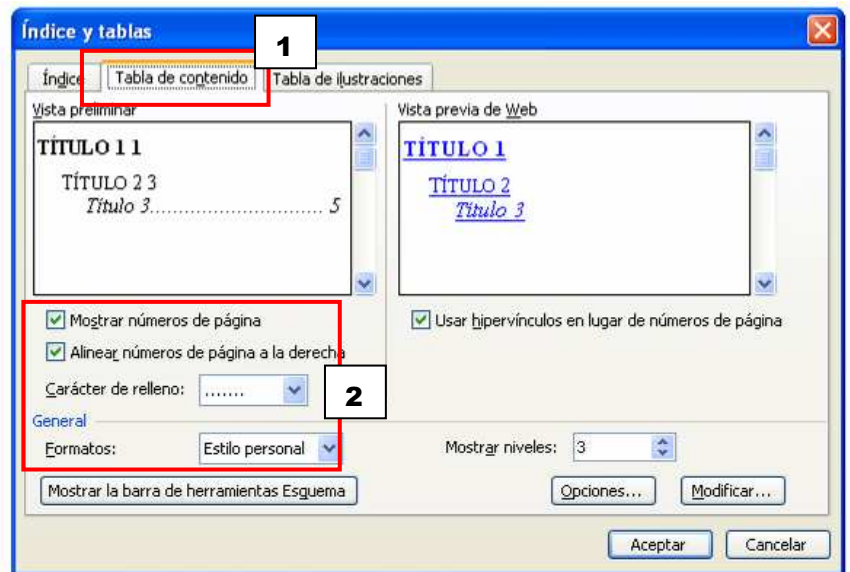 Índice y tablas
1
Índice Tabla de contenido Tabla de ilustraciones
Vista preliminar
TÍTULO 1 1
TÍTULO 2 3
Título 3............................. 5
Vista previa de Web
TÍTULO 1
TÍTULO 2
Título 3
Mostrar números de página
Alinear números de página a la derecha
Carácter de relleno: .......
Usar hipervínculos en lugar de números de página
2
General
Formatos: Estilo personal
Mostrar niveles: 3
Mostrar la barra de herramientas Esquema
Opciones... Modificar...
Aceptar Cancelar